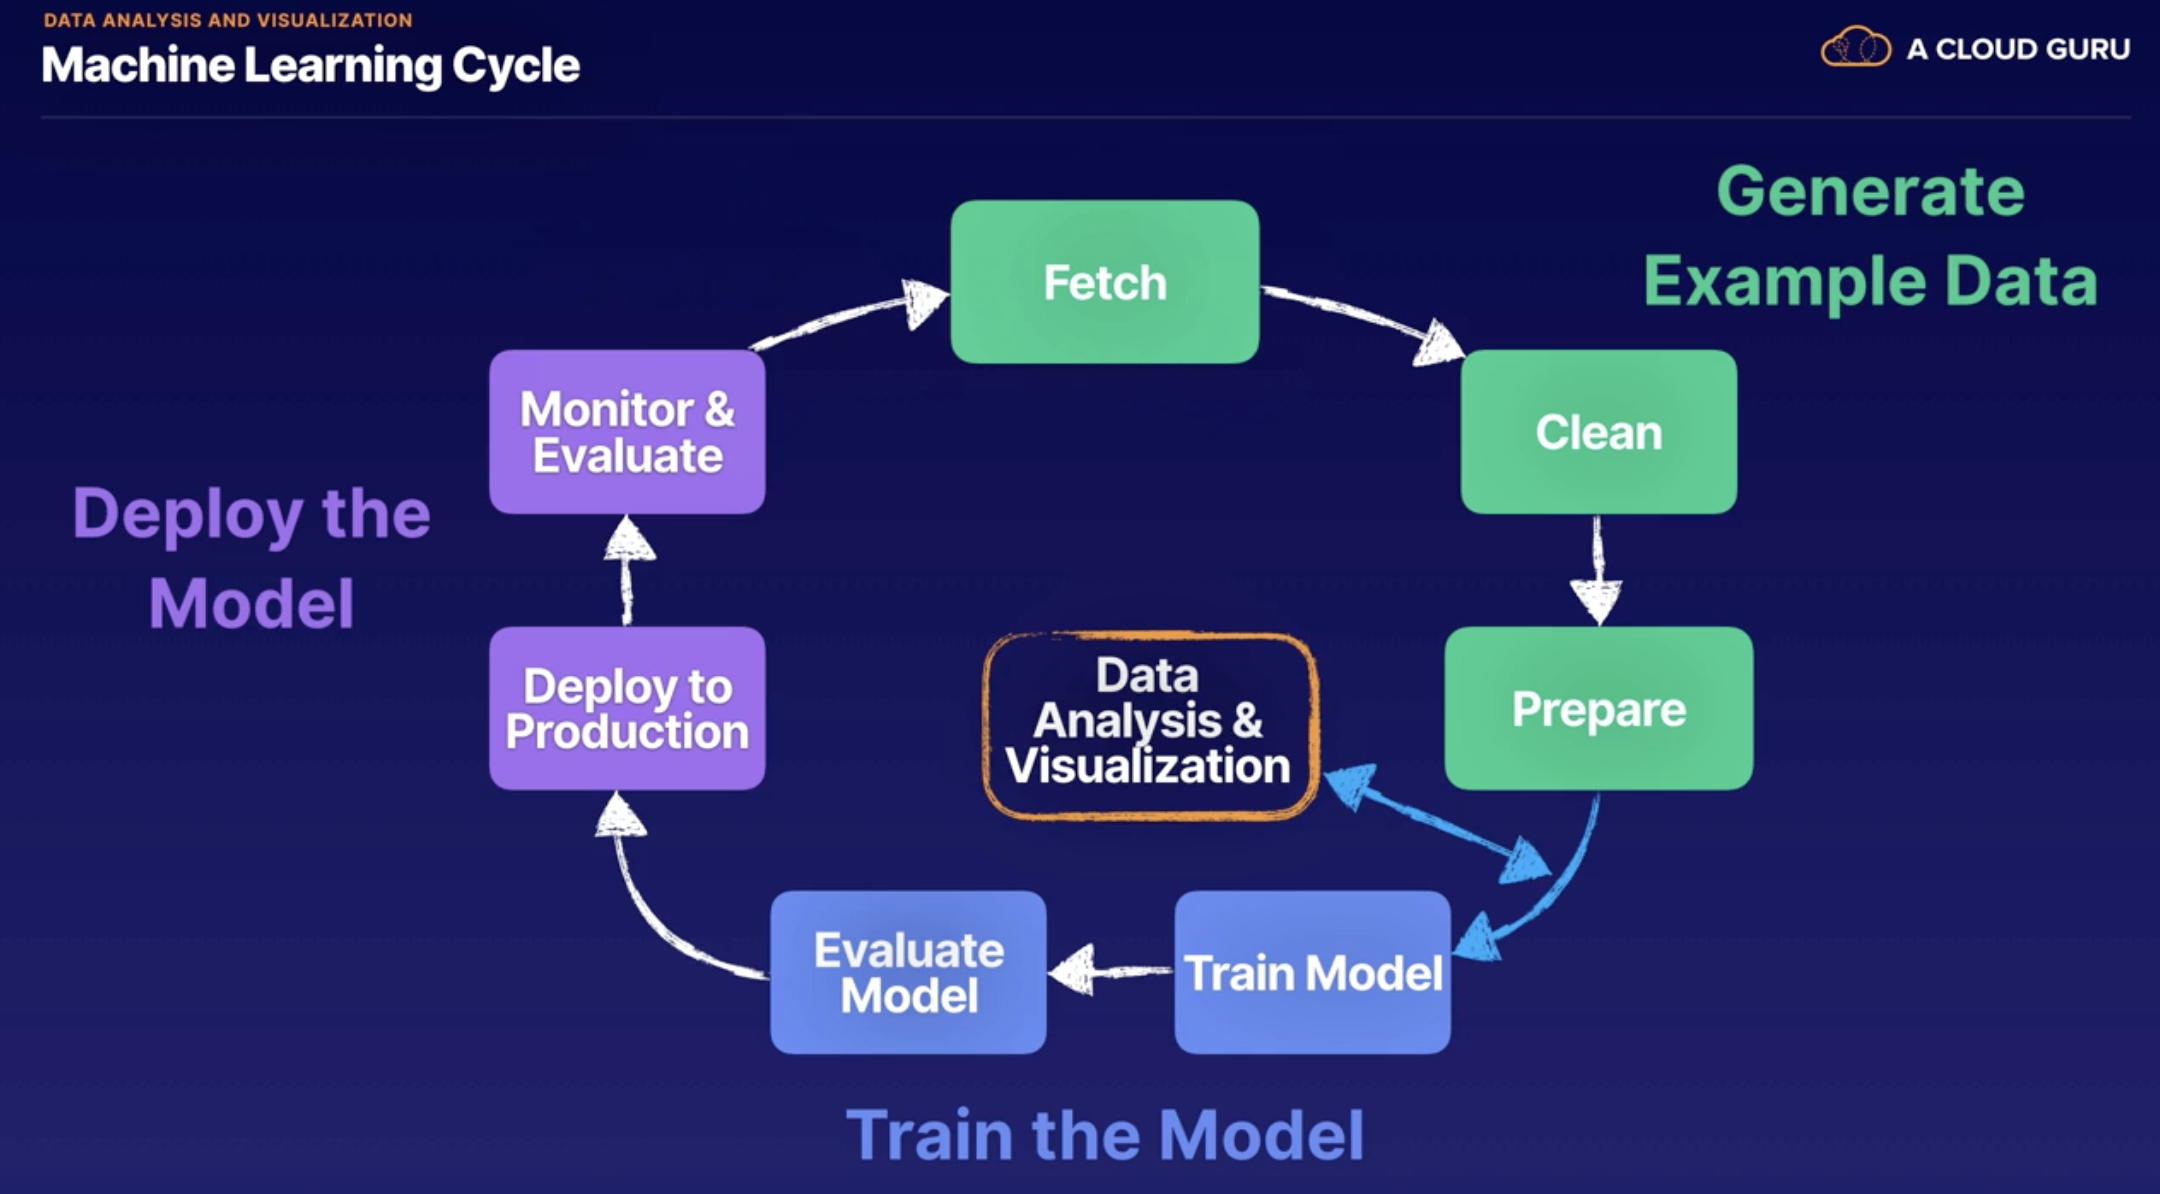 DATA ANALYSIS AND VISUALIZATION
Machine Learning Cycle
A CLOUD GURU
Generate
Example Data
Fetch
Clean
Monitor &
Evaluate
Deploy the
Model
Prepare
Data
Analysis &
Visualization
Deploy to
Production
Train Model
Evaluate
Model
Train the Model